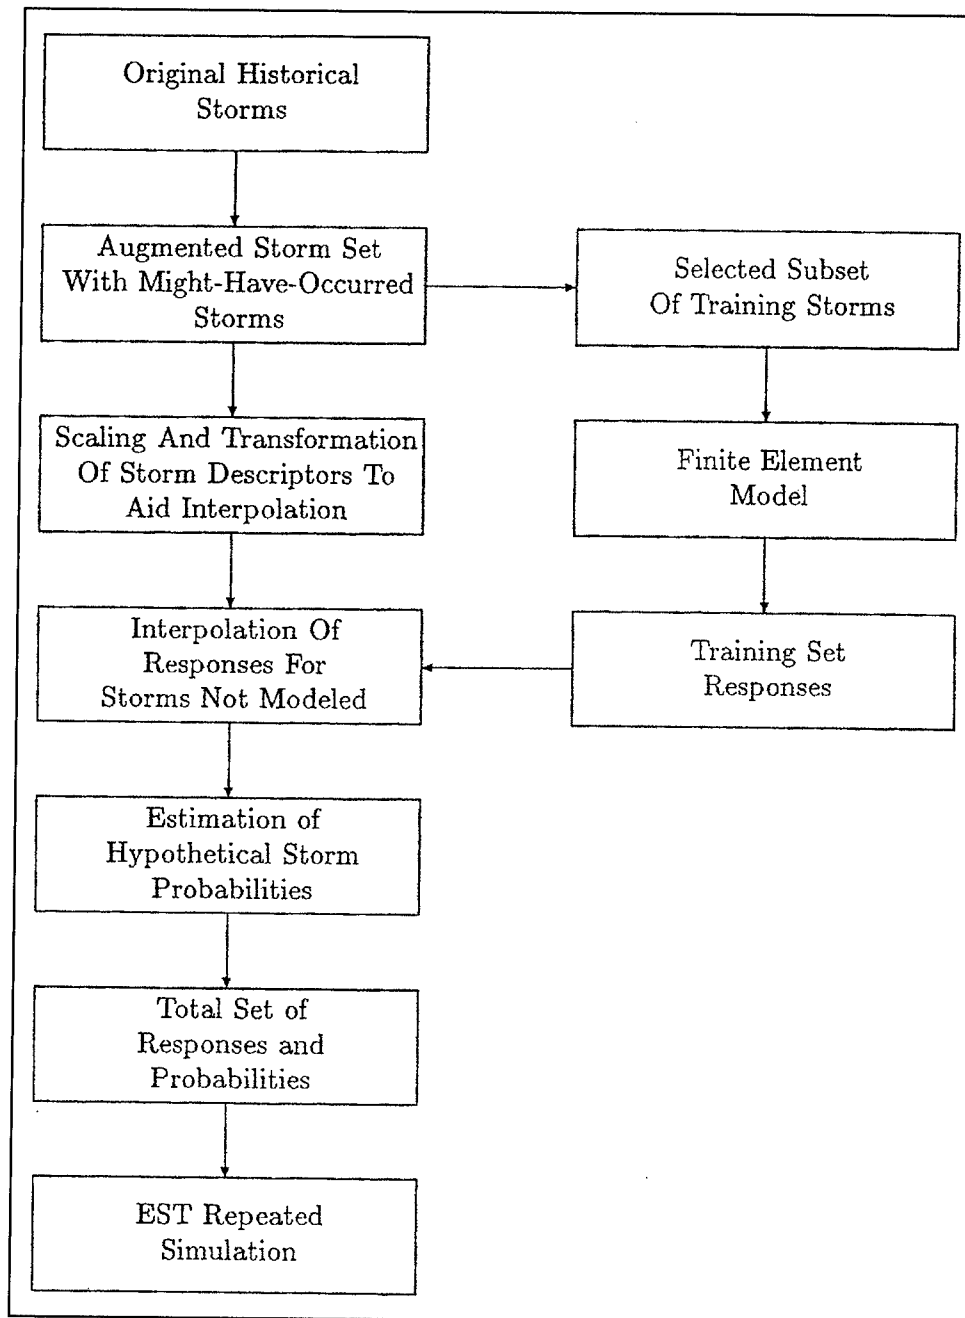 Original Historical
Storms
Augmented Storm Set
With Might-Have-Occurred
Storms
Selected Subset
Of Training Storms
Scaling And Transformation
Of Storm Descriptors To
Aid Interpolation
Finite Element
Model
Interpolation Of
Responses For
Storms Not Modeled
Training Set
Responses
Estimation of
Hypothetical Storm
Probabilities
Total Set of
Responses and
Probabilities
EST Repeated
Simulation